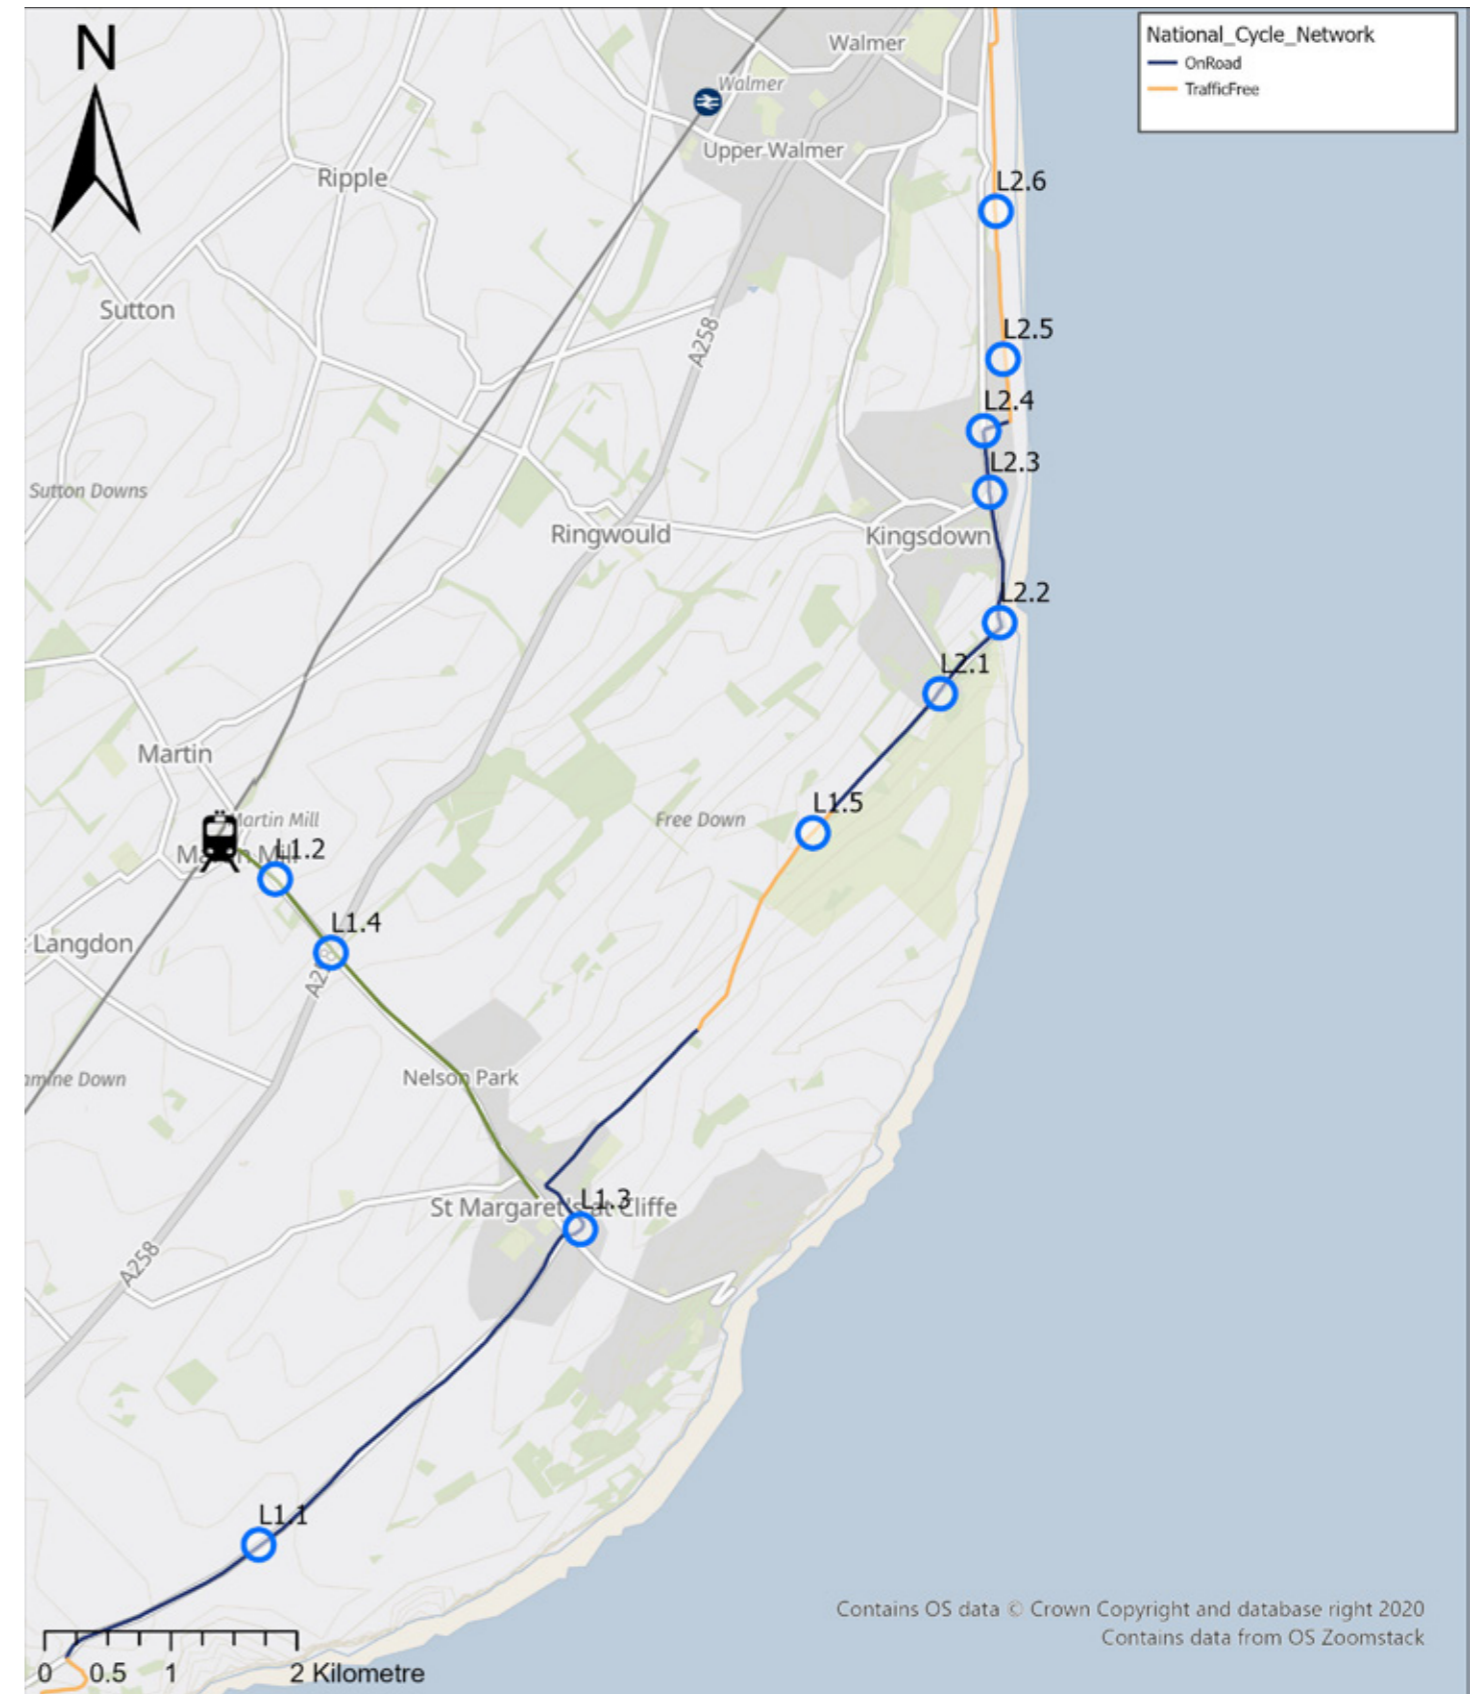 N
National_Cycle_Network
OnRoad
TrafficFree
Walmer
Walmer
Upper Walmer
Ripple
L2.6
Sutton
L2.5
A258
L2.4
L2.3
Sutton Downs
Ringwould
Kingsdown
L2.2
L2.1
Martin
L1.5
Martin Mill
Free Down
Martin Mill
L1.2
L1.4
Langdon
A258
Down
Nelson Park
L1.3
St Margaret's at Cliffe
A258
L1.1
Contains OS data © Crown Copyright and database right 2020
Contains data from OS Zoomstack
0 0.5 1 2 Kilometre